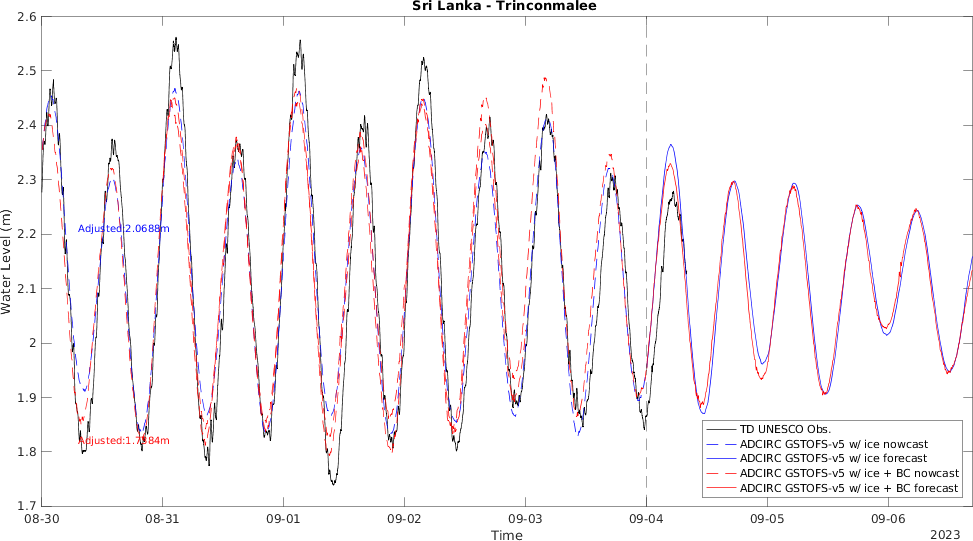 Sri Lanka - Trinconmalee
2.6
2.5
2.4
2.3
2.2
2.1
2
1.9
1.8
1.7
Water Level (m)
Adjusted:2.0688m
Adjusted:1.7384m
TD UNESCO Obs.
ADCIRC GSTOFS-v5 w/ ice nowcast
ADCIRC GSTOFS-v5 w/ ice forecast
ADCIRC GSTOFS-v5 w/ ice + BC nowcast
ADCIRC GSTOFS-v5 w/ ice + BC forecast
08-30 08-31 09-01 09-02 09-03 09-04 09-05 09-06
Time
2023